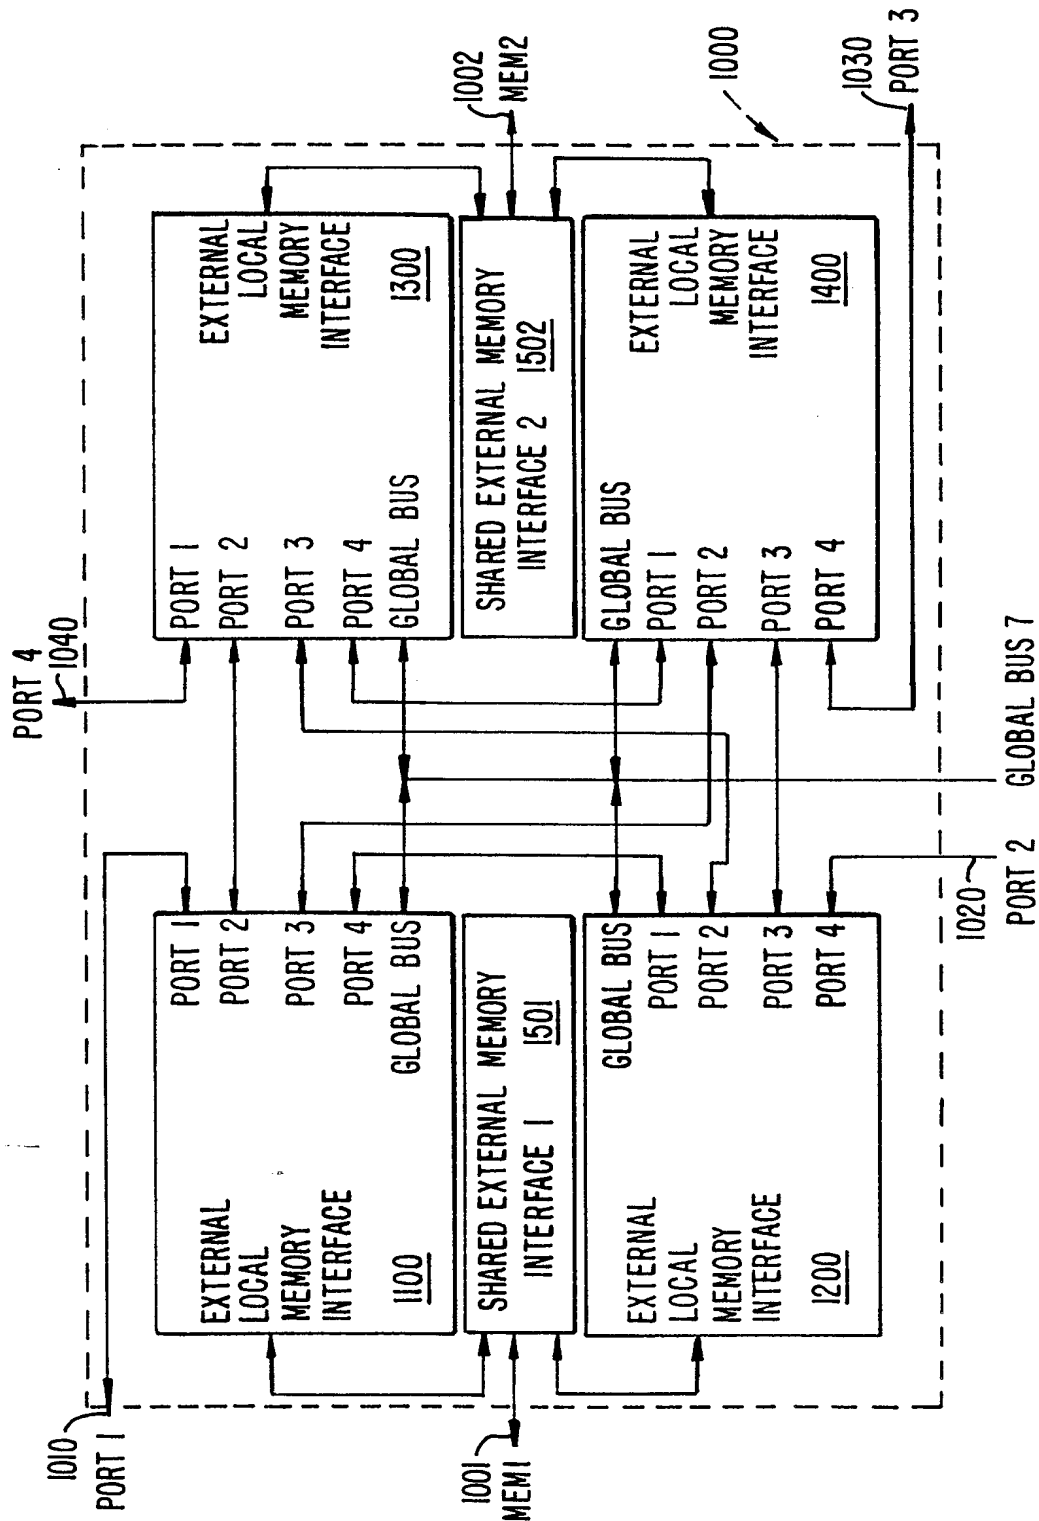 1010
PORT 1
PORT 4
1040
1001
MEM1
1002
MEM2
1000
1030
PORT 3
1020
PORT 2
GLOBAL BUS 7
EXTERNAL
LOCAL
MEMORY
INTERFACE
1100
PORT 1
PORT 2
PORT 3
PORT 4
GLOBAL BUS
PORT 1
PORT 2
PORT 3
PORT 4
GLOBAL BUS
EXTERNAL
LOCAL
MEMORY
INTERFACE
1300
SHARED EXTERNAL MEMORY
INTERFACE 1
1501
SHARED EXTERNAL MEMORY
INTERFACE 2
1502
EXTERNAL
LOCAL
MEMORY
INTERFACE
1200
GLOBAL BUS
PORT 1
PORT 2
PORT 3
PORT 4
GLOBAL BUS
PORT 1
PORT 2
PORT 3
PORT 4
EXTERNAL
LOCAL
MEMORY
INTERFACE
1400